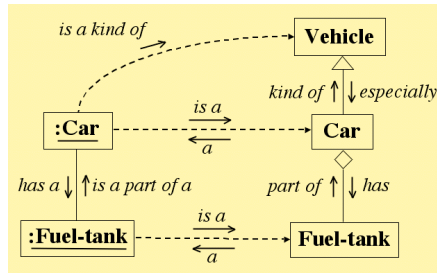 is a kind of
Vehicle
kind of
especially
is a
:Car
Car
a
has a
is a part of a
part of
has
is a
:Fuel-tank
Fuel-tank
a